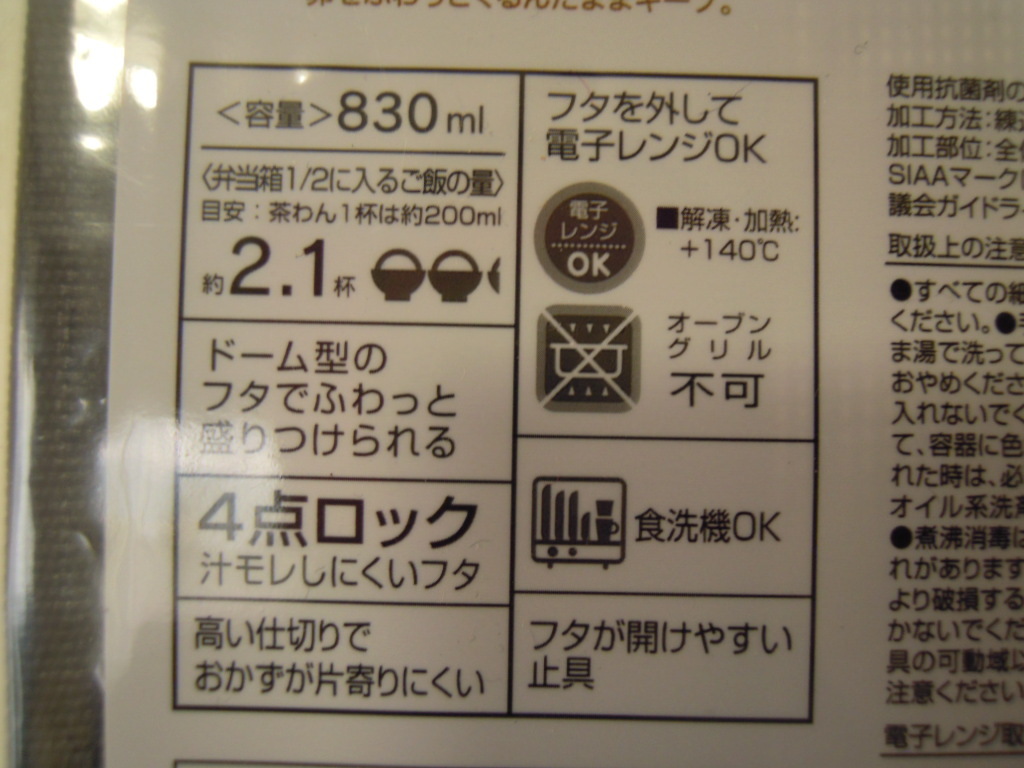 ＜容量＞830ml
〈弁当箱1/2に入るご飯の量〉
目安：茶わん1杯は約200ml
約2.1杯
ドーム型の
フタでふわっと
盛りつけられる
4点ロック
汁モレしにくいフタ
高い仕切りで
おかずが片寄りにくい
フタを外して
電子レンジOK
電子
レンジ
OK
■解凍・加熱:
+140℃
オーブン
グリル
不可
食洗機OK
フタが開けやすい
止具
使用抗菌剤の
加工方法:練
加工部位:全
SIAAマーク
議会ガイドラ
取扱上の注意
●すべての
ください。●
ま湯で洗って
おやめくださ
入れないでく
て、容器に色
れた時は、必
オイル系洗剤
●煮沸消毒は
れがあります
より破損する
かないでくだ
具の可動域以
注意ください
電子レンジ取